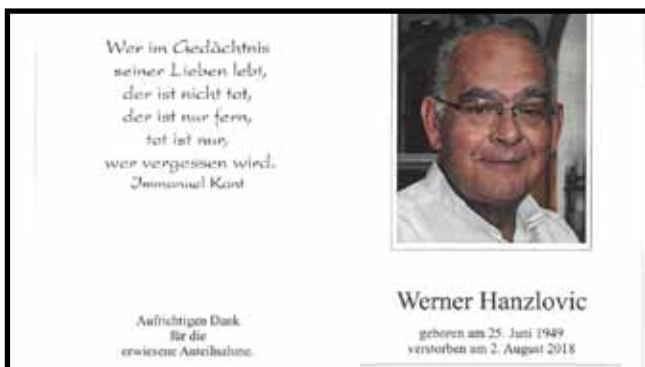 Wer im Gedächtnis
seiner Lieben lebt,
der ist nicht tot,
der ist nur fern,
tot ist nur,
wer vergessen wird.
Immanuel Kant
Aufrichtigen Dank
für die
erwiesene Anteilnahme.
Werner Hanzlovic
geboren am 25. Juni 1949
verstorben am 2. August 2018